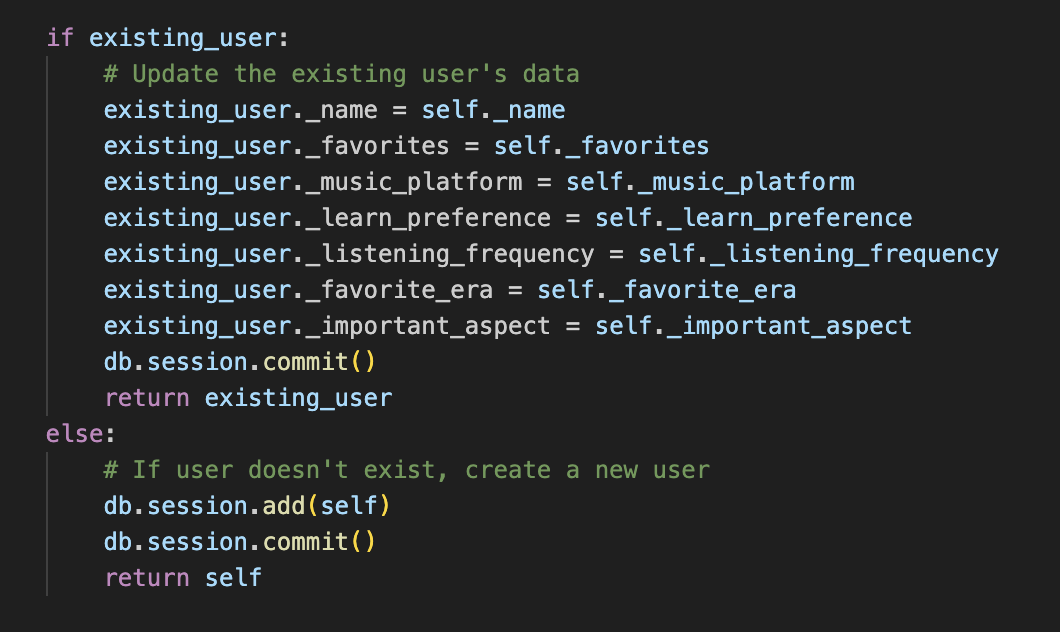 if existing_user:
    # Update the existing user's data
    existing_user._name = self._name
    existing_user._favorites = self._favorites
    existing_user._music_platform = self._music_platform
    existing_user._learn_preference = self._learn_preference
    existing_user._listening_frequency = self._listening_frequency
    existing_user._favorite_era = self._favorite_era
    existing_user._important_aspect = self._important_aspect
    db.session.commit()
    return existing_user
else:
    # If user doesn't exist, create a new user
    db.session.add(self)
    db.session.commit()
    return self